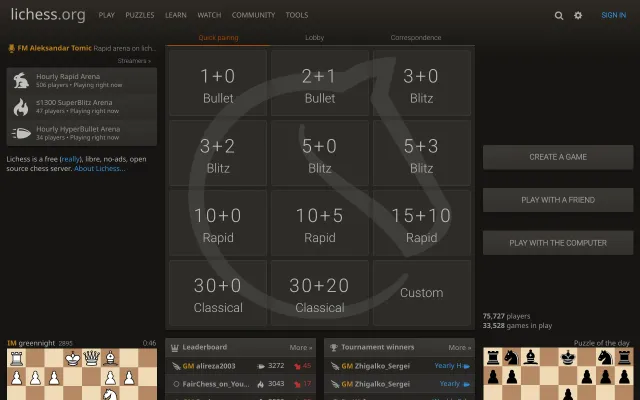 lichess.org PLAY PUZZLES LEARN WATCH COMMUNITY TOOLS SIGN IN
Quick pairing Lobby Correspondence
FM Aleksandar Tomic Rapid arena on lich...
Streamers »
Hourly Rapid Arena
506 players • Playing right now
≤1300 SuperBlitz Arena
47 players • Playing right now
Hourly HyperBullet Arena
34 players • Playing right now
Lichess is a free (really), libre, no-ads, open
source chess server. About Lichess...
1+0
Bullet
2+1
Bullet
3+0
Blitz
3+2
Blitz
5+0
Blitz
5+3
Blitz
10+0
Rapid
10+5
Rapid
15+10
Rapid
30+0
Classical
30+20
Classical
Custom
CREATE A GAME
PLAY WITH A FRIEND
PLAY WITH THE COMPUTER
75,727 players
33,528 games in play
IM greennight 2895 0:46
Leaderboard More »
GM alireza2003 3272 45
FairChess_on_You... 3043 17
Tournament winners More »
GM Zhigalko_Sergei Yearly H
GM Zhigalko_Sergei Yearly
Puzzle of the day